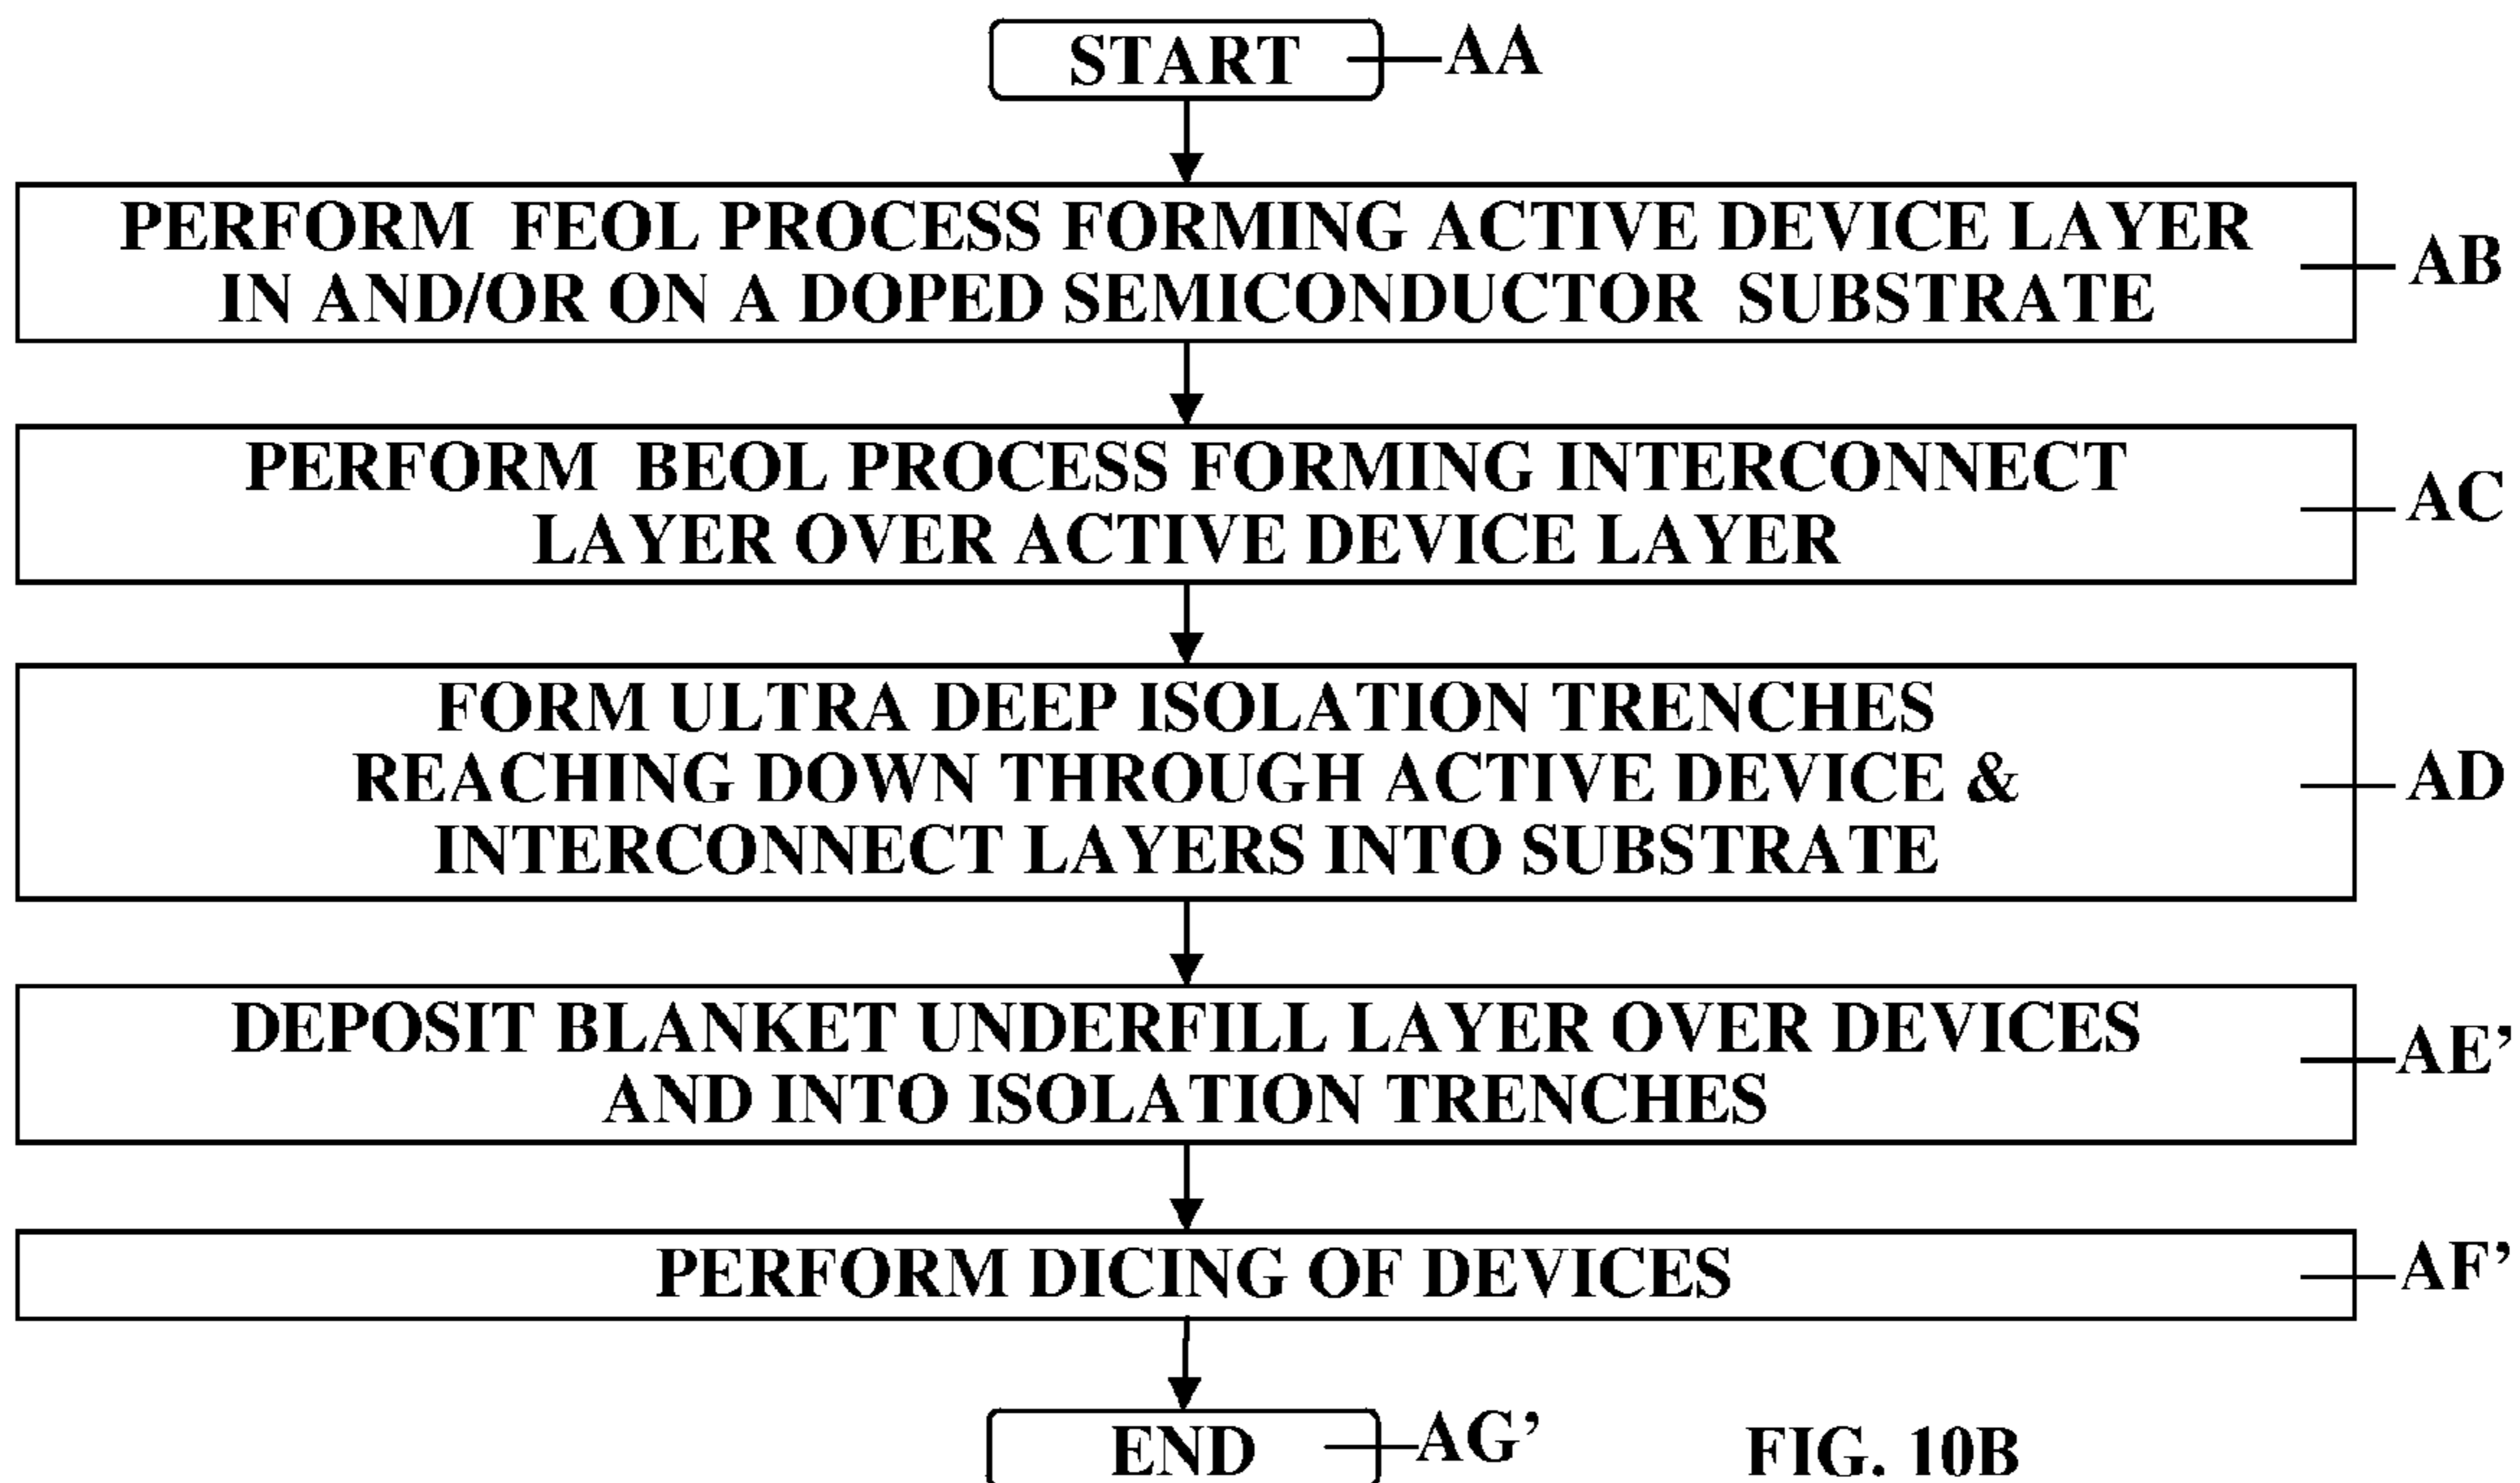 START AA
PERFORM FEOL PROCESS FORMING ACTIVE DEVICE LAYER
IN AND/OR ON A DOPED SEMICONDUCTOR SUBSTRATE
AB
PERFORM BEOL PROCESS FORMING INTERCONNECT
LAYER OVER ACTIVE DEVICE LAYER
AC
FORM ULTRA DEEP ISOLATION TRENCHES
REACHING DOWN THROUGH ACTIVE DEVICE &
INTERCONNECT LAYERS INTO SUBSTRATE
AD
DEPOSIT BLANKET UNDERFILL LAYER OVER DEVICES
AND INTO ISOLATION TRENCHES
AE’
PERFORM DICING OF DEVICES AF’
END AG’
FIG. 10B